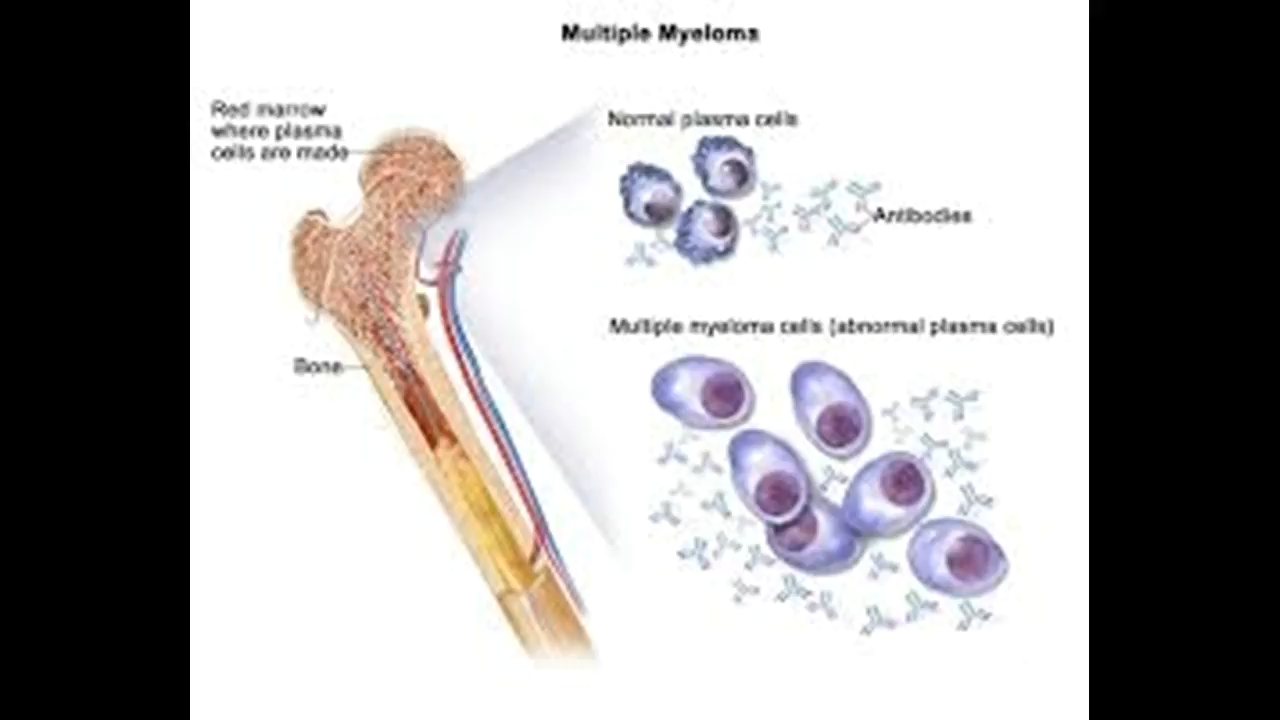 Multiple Myeloma
Red marrow
where plasma
cells are made
Normal plasma cells
Antibodies
Multiple myeloma cells (abnormal plasma cells)
Bone